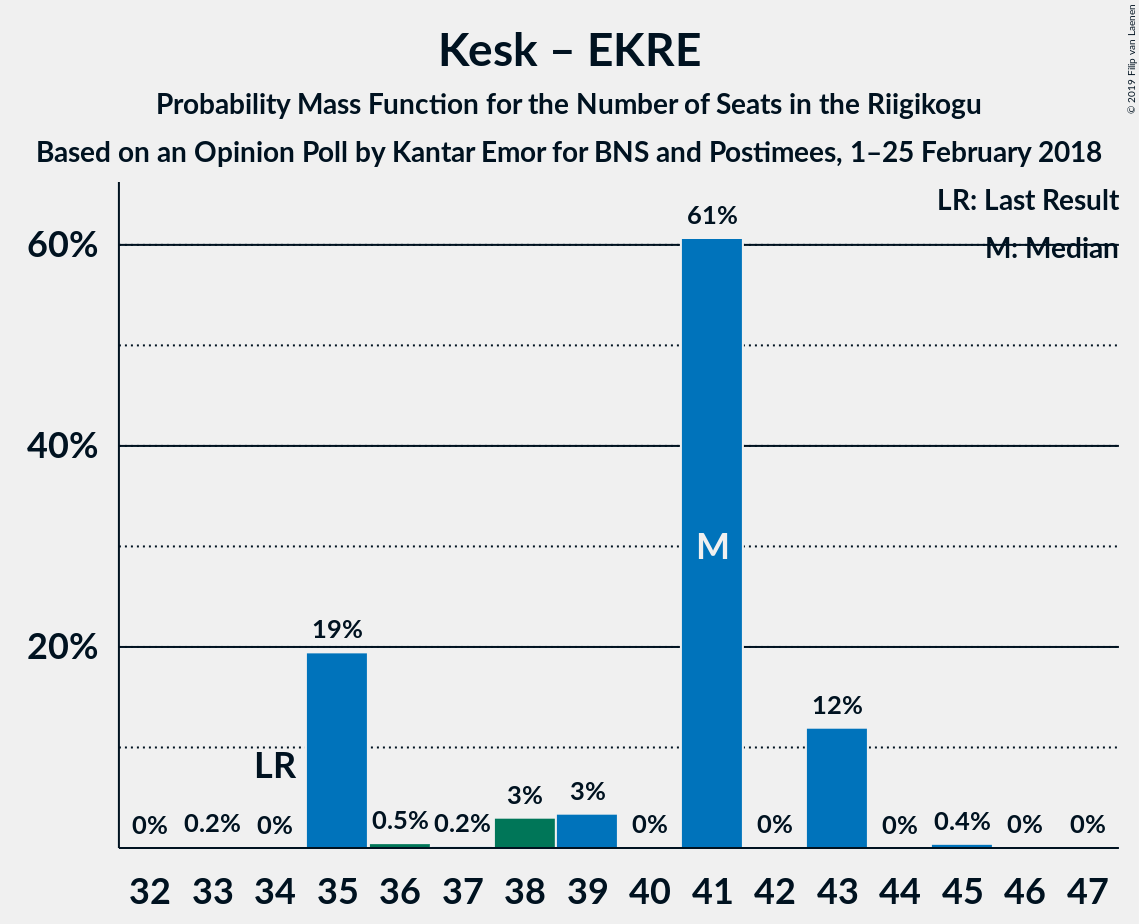 Kesk – EKRE
Probability Mass Function for the Number of Seats in the Riigikogu
Based on an Opinion Poll by Kantar Emor for BNS and Postimees, 1–25 February 2018
© 2019 Filip van Laenen
LR: Last Result
M: Median
60%
40%
20%
0% 0.2% 0% 19% 0.5% 0.2% 3% 3% 0% 61% 0% 12% 0% 0.4% 0% 0%
LR
M
32 33 34 35 36 37 38 39 40 41 42 43 44 45 46 47